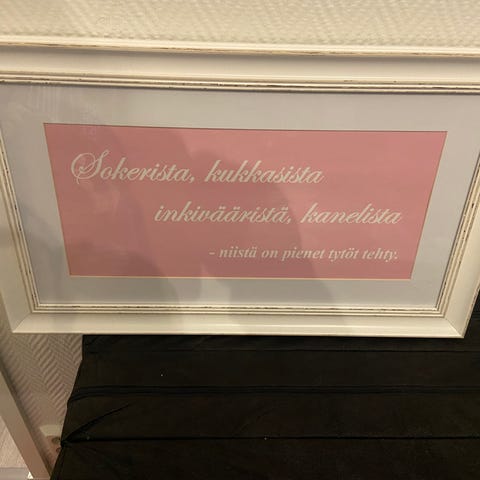 Sokerista, kukkasista
inkivääristä, kanelista
- niistä on pienet tytöt tehty.